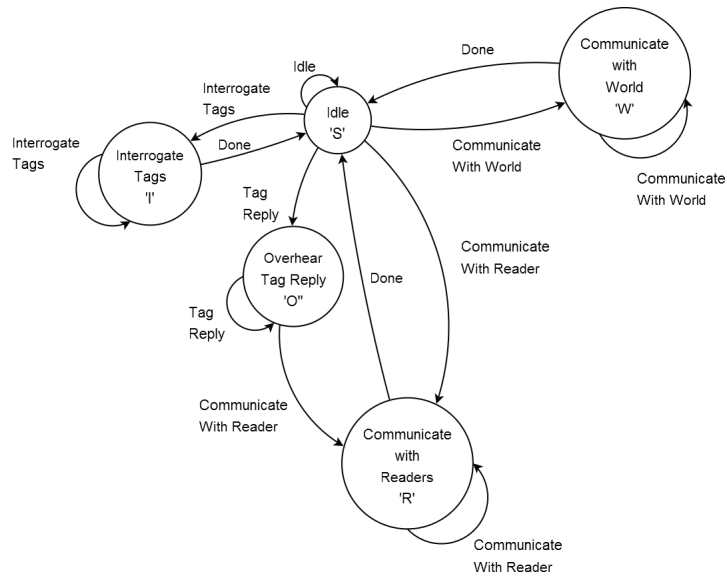 Idle
Interrogate
Tags
Done
Communicate
with
World
'W'
Idle
'S'
Interrogate
Tags
Done
Interrogate
Tags
'I'
Communicate
With World
Communicate
With World
Tag
Reply
Communicate
With Reader
Overhear
Tag Reply
'O"
Done
Tag
Reply
Communicate
With Reader
Communicate
with
Readers
'R'
Communicate
With Reader